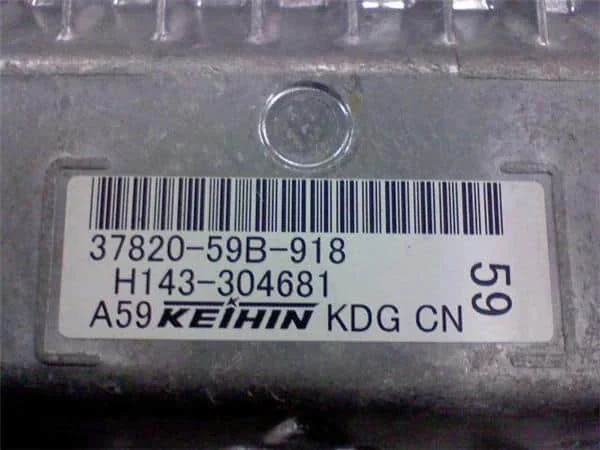 37820-59B-918
H143-304681
A59 KEIHIN KDG CN
59